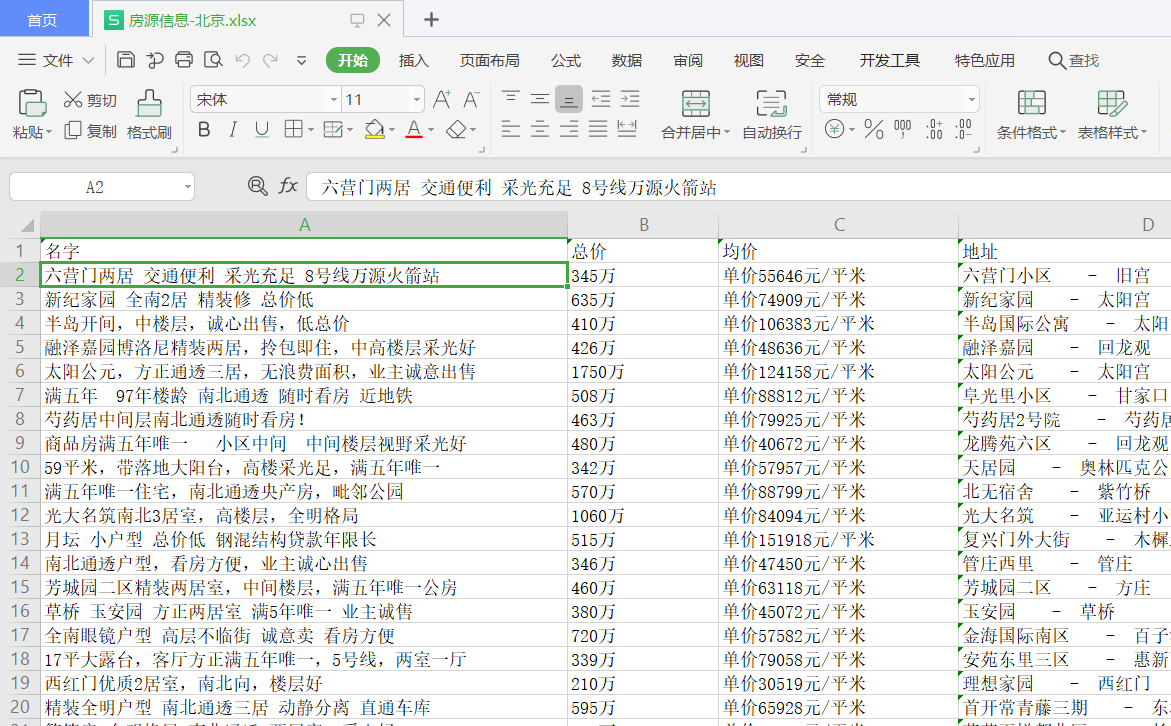 首页 S 房源信息-北京.xlsx
文件 开始 插入 页面布局 公式 数据 审阅 视图 安全 开发工具 特色应用 查找
粘贴 剪切 复制 格式刷 宋体 11 A⁺ A⁻ B I U A 合并居中 自动换行 常规 ¥ % 000 .00 .00 条件格式 表格样式
A2 fx 六营门两居 交通便利 采光充足 8号线万源火箭站
A B C D
1 名字 总价 均价 地址
2 六营门两居 交通便利 采光充足 8号线万源火箭站 345万 单价55646元/平米 六营门小区 - 旧宫
3 新纪家园 全南2居 精装修 总价低 635万 单价74909元/平米 新纪家园 - 太阳宫
4 半岛开间，中楼层，诚心出售，低总价 410万 单价106383元/平米 半岛国际公寓 - 太阳
5 融泽嘉园博洛尼精装两居，拎包即住，中高楼层采光好 426万 单价48636元/平米 融泽嘉园 - 回龙观
6 太阳公元，方正通透三居，无浪费面积，业主诚意出售 1750万 单价124158元/平米 太阳公元 - 太阳宫
7 满五年 97年楼龄 南北通透 随时看房 近地铁 508万 单价88812元/平米 阜光里小区 - 甘家口
8 芍药居中间层南北通透随时看房！ 463万 单价79925元/平米 芍药居2号院 - 芍药居
9 商品房满五年唯一 小区中间 中间楼层视野采光好 480万 单价40672元/平米 龙腾苑六区 - 回龙观
10 59平米，带落地大阳台，高楼采光足，满五年唯一 342万 单价57957元/平米 天居园 - 奥林匹克公
11 满五年唯一住宅，南北通透央产房，毗邻公园 570万 单价88799元/平米 北无宿舍 - 紫竹桥
12 光大名筑南北3居室，高楼层，全明格局 1060万 单价84094元/平米 光大名筑 - 亚运村小
13 月坛 小户型 总价低 钢混结构贷款年限长 515万 单价151918元/平米 复兴门外大街 - 木樨
14 南北通透户型，看房方便，业主诚心出售 346万 单价47450元/平米 管庄西里 - 管庄
15 芳城园二区精装两居室，中间楼层，满五年唯一公房 460万 单价63118元/平米 芳城园二区 - 方庄
16 草桥 玉安园 方正两居室 满5年唯一 业主诚售 380万 单价45072元/平米 玉安园 - 草桥
17 全南眼镜户型 高层不临街 诚意卖 看房方便 720万 单价57582元/平米 金海国际南区 - 百子
18 17平大露台，客厅方正满五年唯一，5号线，两室一厅 339万 单价79058元/平米 安苑东里三区 - 惠新
19 西红门优质2居室，南北向，楼层好 210万 单价30519元/平米 理想家园 - 西红门
20 精装全明户型 南北通透三居 动静分离 直通车库 595万 单价65928元/平米 首开常青藤三期 - 东